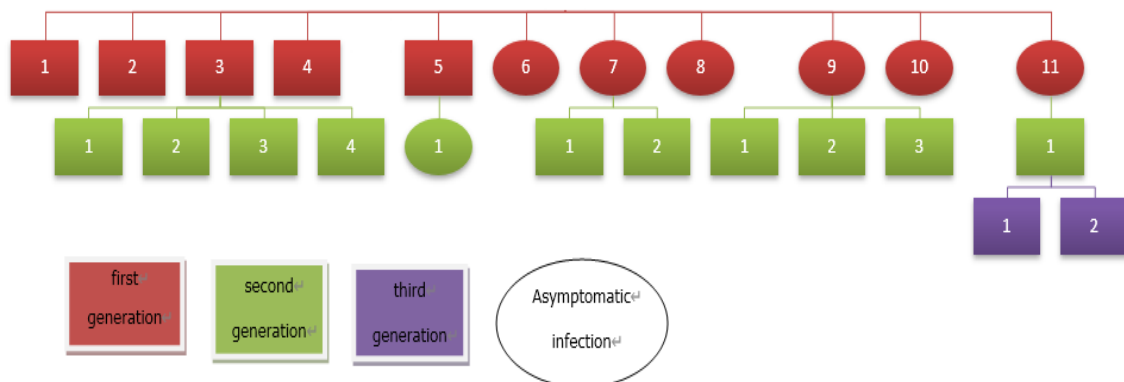 1 2 3 4 5 6 7 8 9 10 11
1 2 3 4 1 1 2 1 2 3 1
1 2
first↵
generation↵
second↵
generation↵
third↵
generation↵
Asymptomatic↵
infection↵